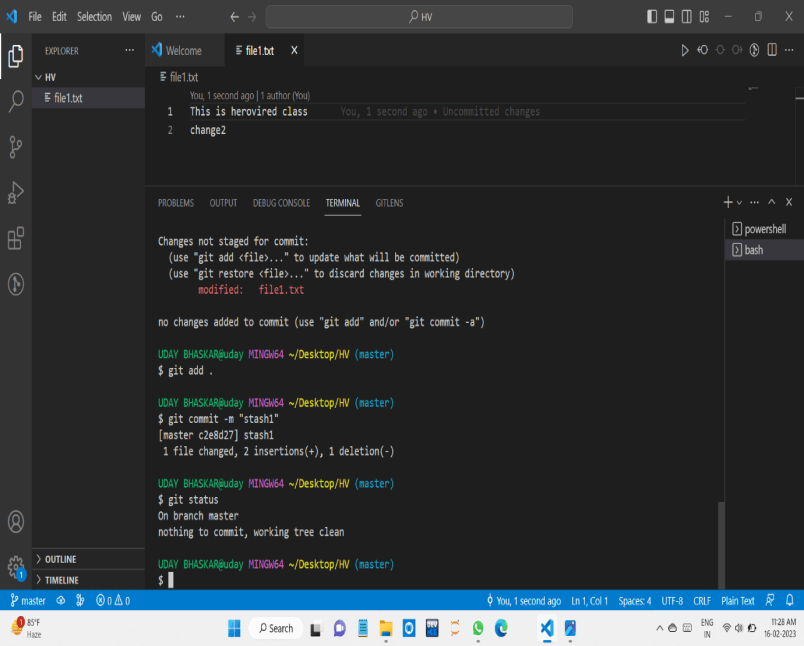 File Edit Selection View Go ··· HV
EXPLORER ···
HV
file1.txt
Welcome file1.txt X
file1.txt
You, 1 second ago | 1 author (You)
1 This is herovired class You, 1 second ago • Uncommitted changes
2 change2
PROBLEMS OUTPUT DEBUG CONSOLE TERMINAL GITLENS
powershell
bash
Changes not staged for commit:
(use "git add <file>..." to update what will be committed)
(use "git restore <file>..." to discard changes in working directory)
modified: file1.txt
no changes added to commit (use "git add" and/or "git commit -a")
UDAY BHASKAR@uday MINGW64 ~/Desktop/HV (master)
$ git add .
UDAY BHASKAR@uday MINGW64 ~/Desktop/HV (master)
$ git commit -m "stash1"
[master c2e8d27] stash1
1 file changed, 2 insertions(+), 1 deletion(-)
UDAY BHASKAR@uday MINGW64 ~/Desktop/HV (master)
$ git status
On branch master
nothing to commit, working tree clean
UDAY BHASKAR@uday MINGW64 ~/Desktop/HV (master)
$
OUTLINE
TIMELINE
1
master 0 0 You, 1 second ago Ln 1, Col 1 Spaces: 4 UTF-8 CRLF Plain Text
1 85°F
Haze
Search
ENG
IN
11:28 AM
16-02-2023